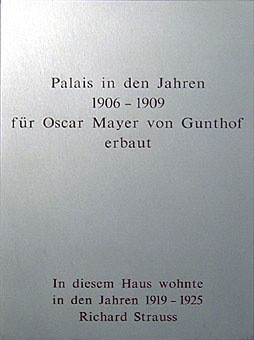 Palais in den Jahren
1906 – 1909
für Oscar Mayer von Gunthof
erbaut
In diesem Haus wohnte
in den Jahren 1919 – 1925
Richard Strauss